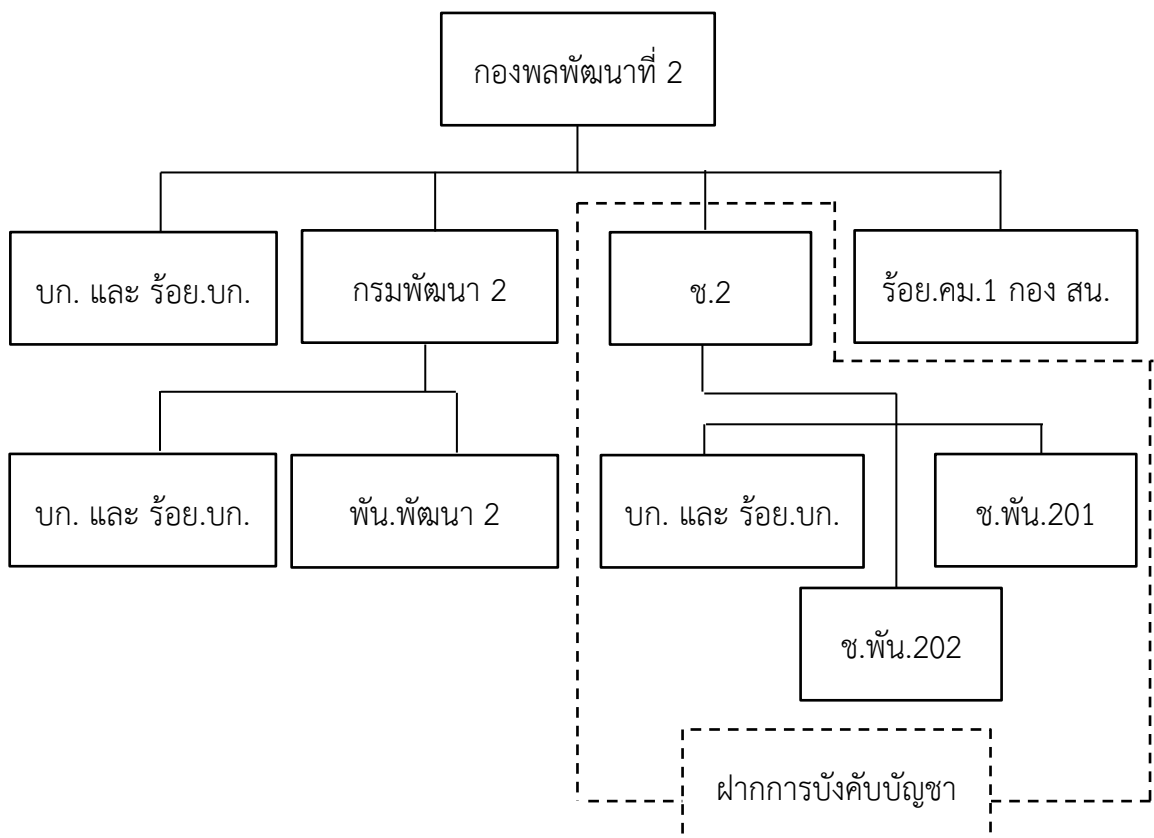 กองพลพัฒนาที่ 2
บก. และ ร้อย.บก.
กรมพัฒนา 2
ช.2
ร้อย.คม.1 กอง สน.
บก. และ ร้อย.บก.
พัน.พัฒนา 2
บก. และ ร้อย.บก.
ช.พัน.201
ช.พัน.202
ฝากการบังคับบัญชา